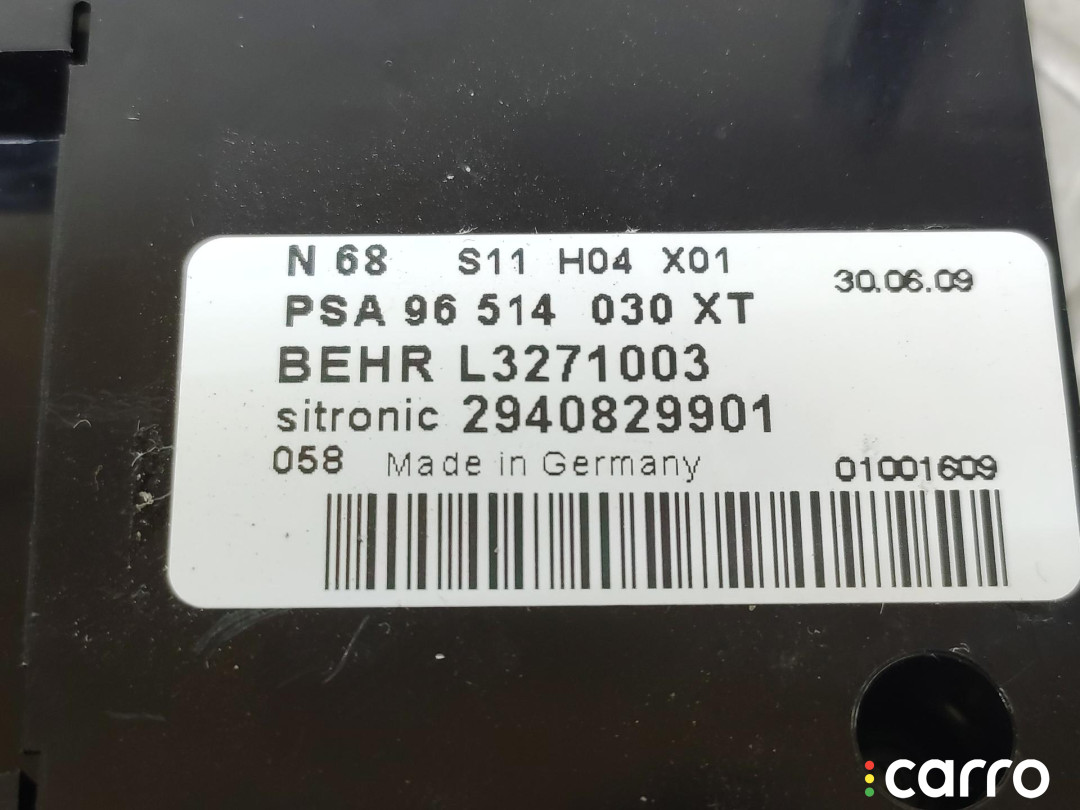 N 68 S11 H04 X01
30.06.09
PSA 96 514 030 XT
BEHR L3271003
sitronic 2940829901
058 Made in Germany
01001609
carro